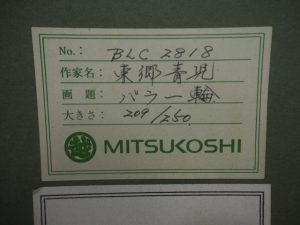 No.: BLC 2818
作家名: 東郷青児
画題: バラ一輪
大きさ: 209/250
越 MITSUKOSHI